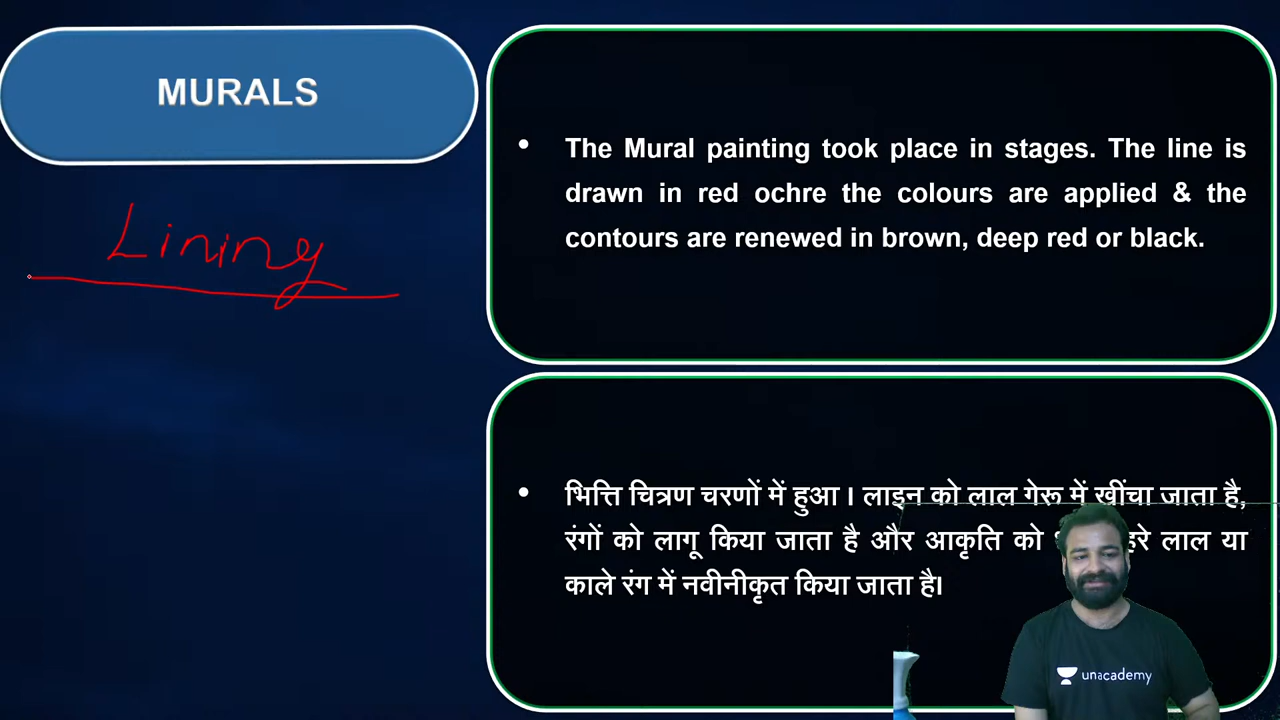 MURALS
Lining
• The Mural painting took place in stages. The line is
drawn in red ochre the colours are applied & the
contours are renewed in brown, deep red or black.
• भित्ति चित्रण चरणों में हुआ । लाइन को लाल गेरू में खींचा जाता है,
रंगों को लागू किया जाता है और आकृति को लाल या
काले रंग में नवीनीकृत किया जाता है।
unacademy